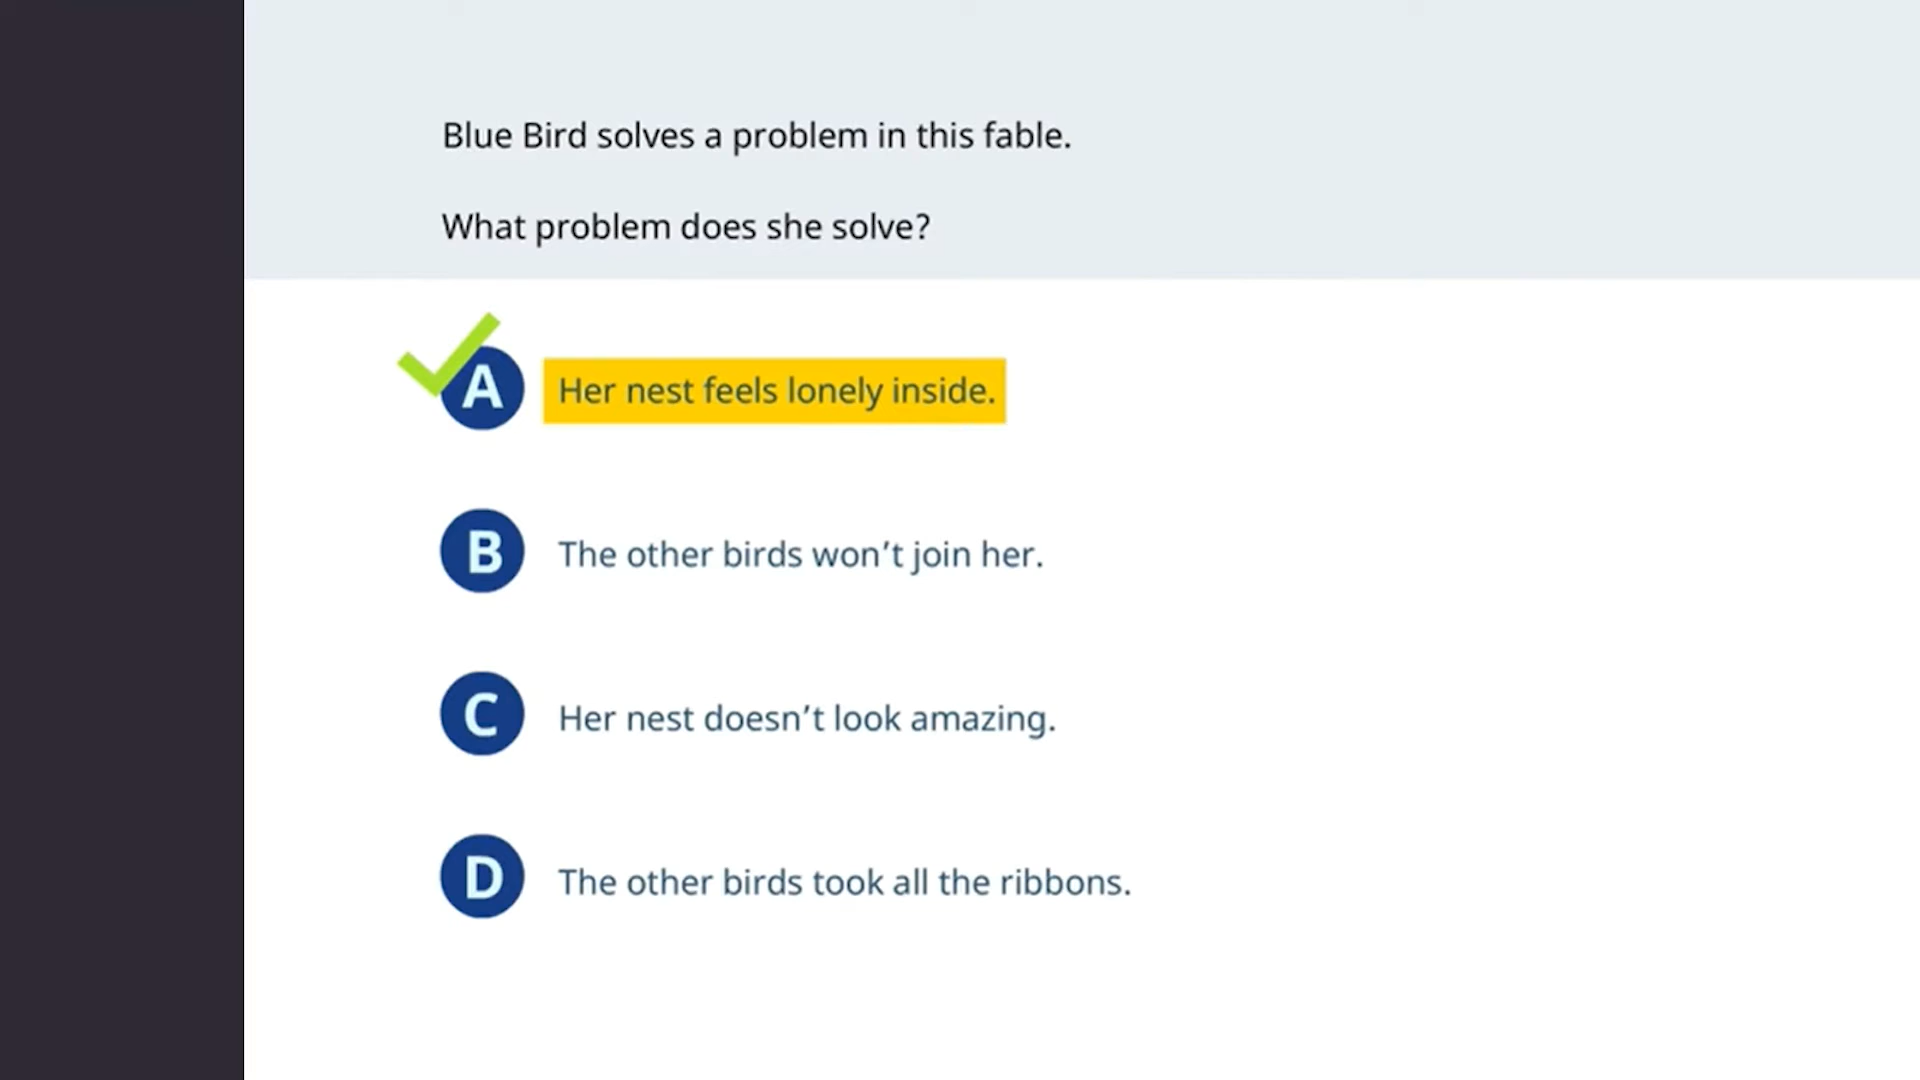 Blue Bird solves a problem in this fable.
What problem does she solve?
A Her nest feels lonely inside.
B The other birds won’t join her.
C Her nest doesn’t look amazing.
D The other birds took all the ribbons.